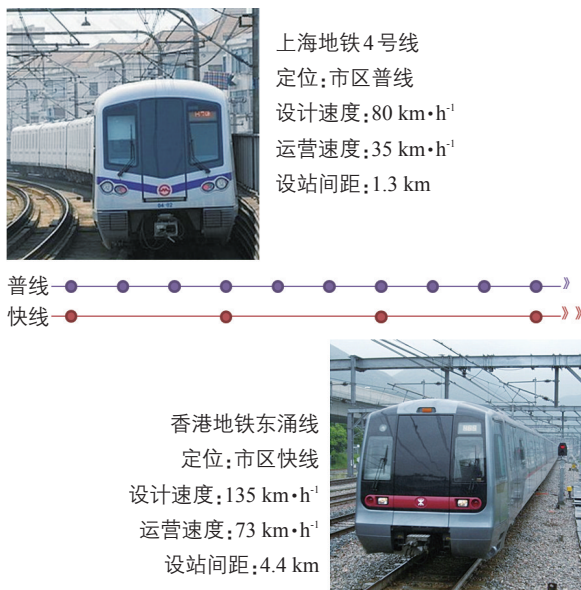 上海地铁4号线
定位:市区普线
设计速度:80 km•h⁻¹
运营速度:35 km•h⁻¹
设站间距:1.3 km
普线
快线
香港地铁东涌线
定位:市区快线
设计速度:135 km•h⁻¹
运营速度:73 km•h⁻¹
设站间距:4.4 km